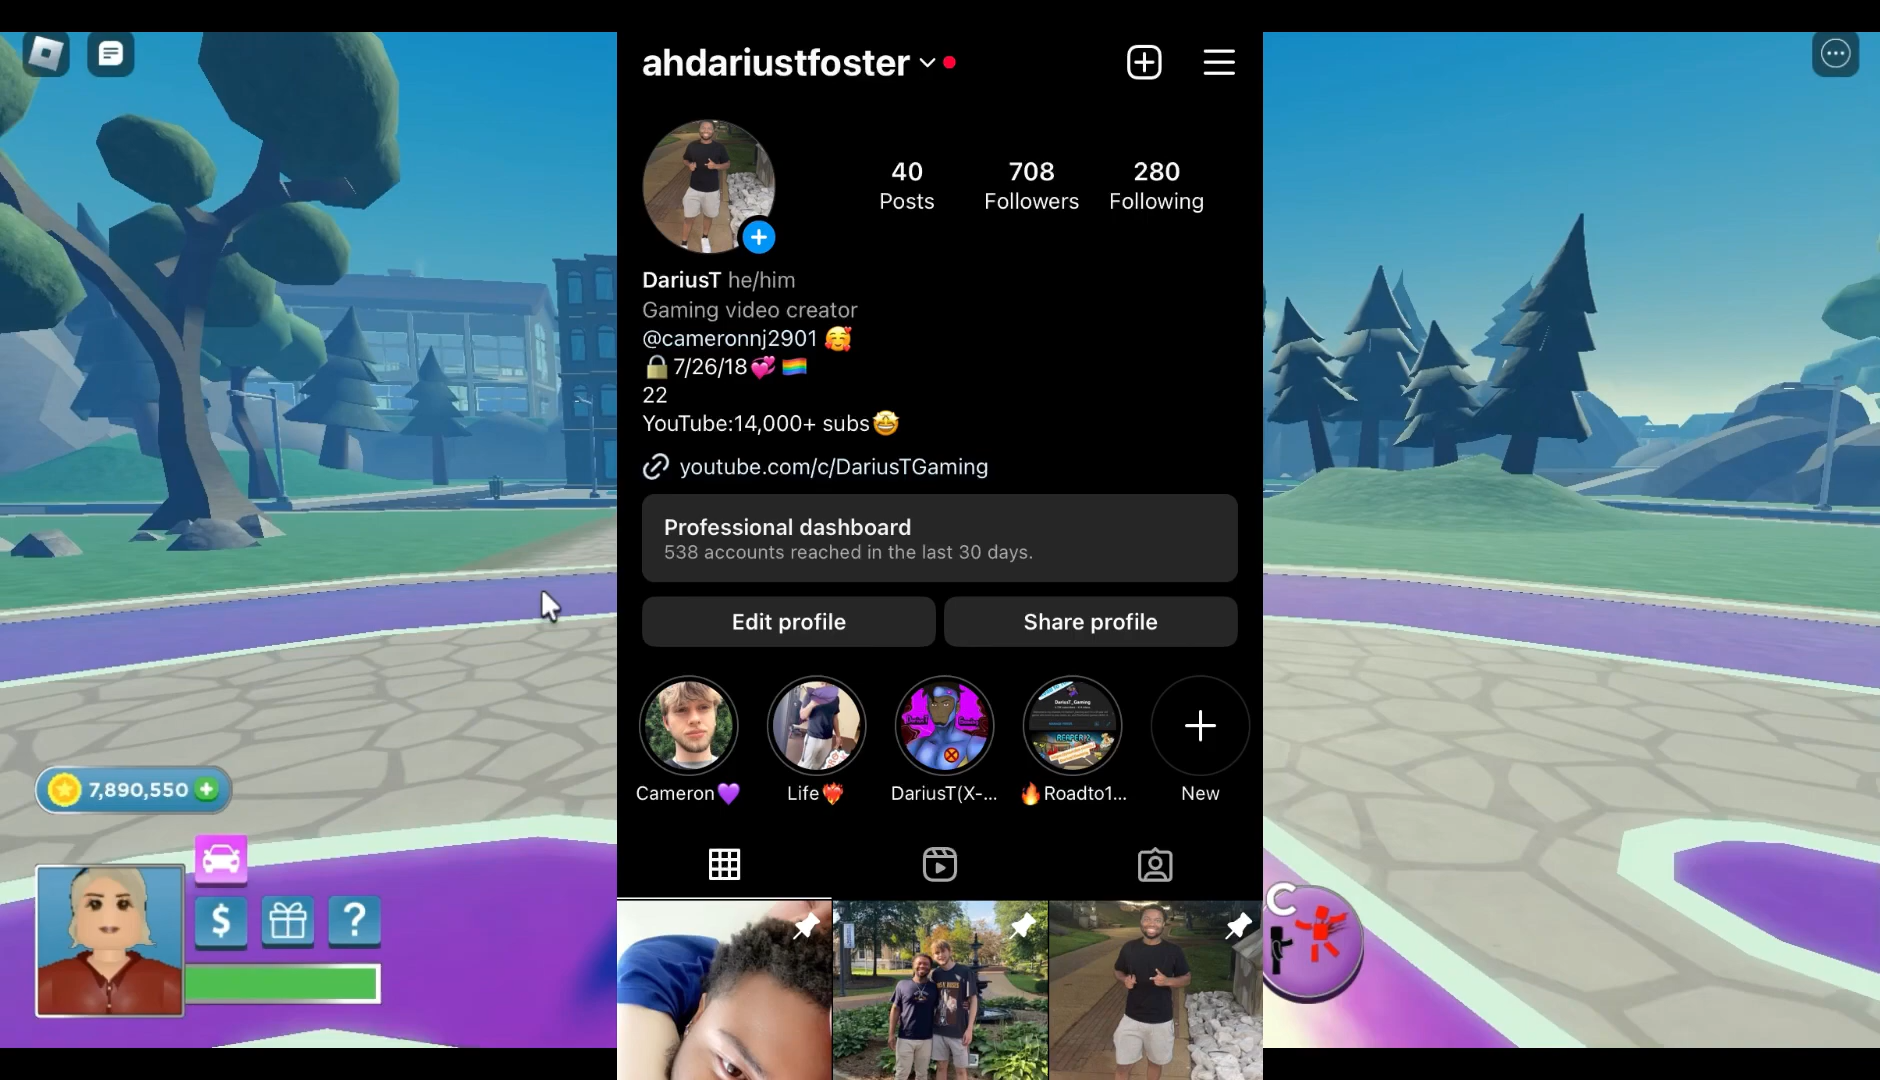 ahdariustfoster
40 708 280
Posts Followers Following
DariusT he/him
Gaming video creator
@cameronnj2901 🥰
🔒7/26/18💞🏳️‍🌈
22
YouTube:14,000+ subs🤩
youtube.com/c/DariusTGaming
Professional dashboard
538 accounts reached in the last 30 days.
Edit profile Share profile
Cameron💜 Life❤️‍🔥 DariusT(X-... 🔥Roadto1... New
7,890,550
$ ?
C